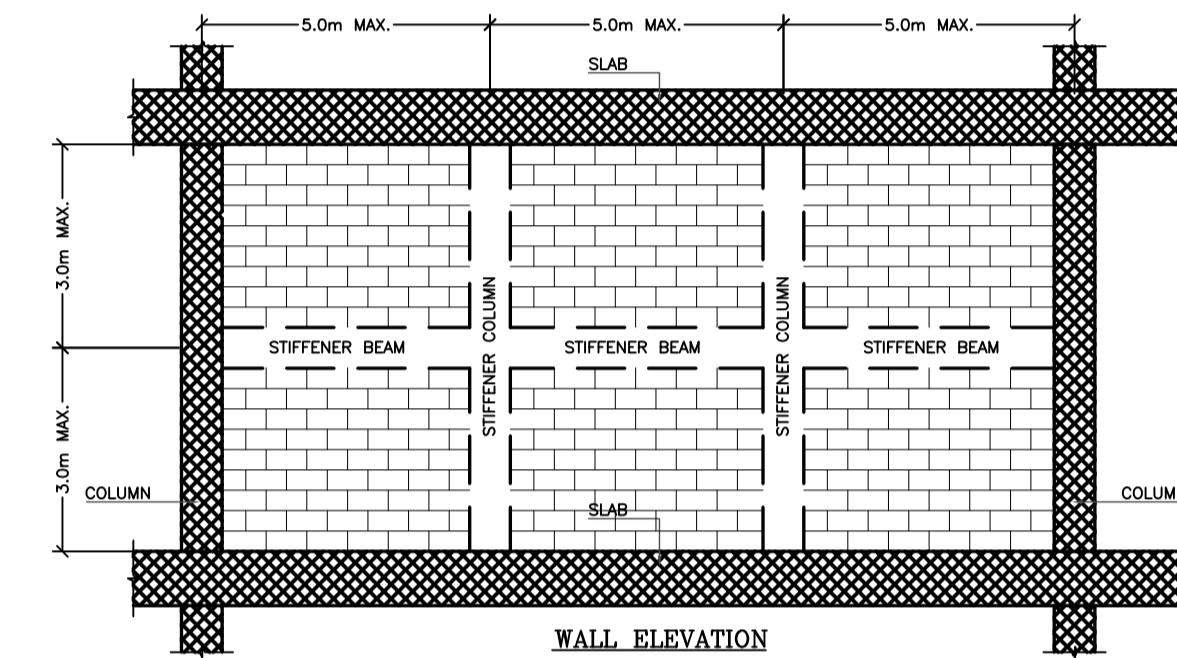 5.0m MAX.
5.0m MAX.
5.0m MAX.
SLAB
3.0m MAX.
STIFFENER COLUMN
STIFFENER COLUMN
STIFFENER BEAM
STIFFENER BEAM
STIFFENER BEAM
3.0m MAX.
COLUMN
COLUM
SLAB
WALL ELEVATION